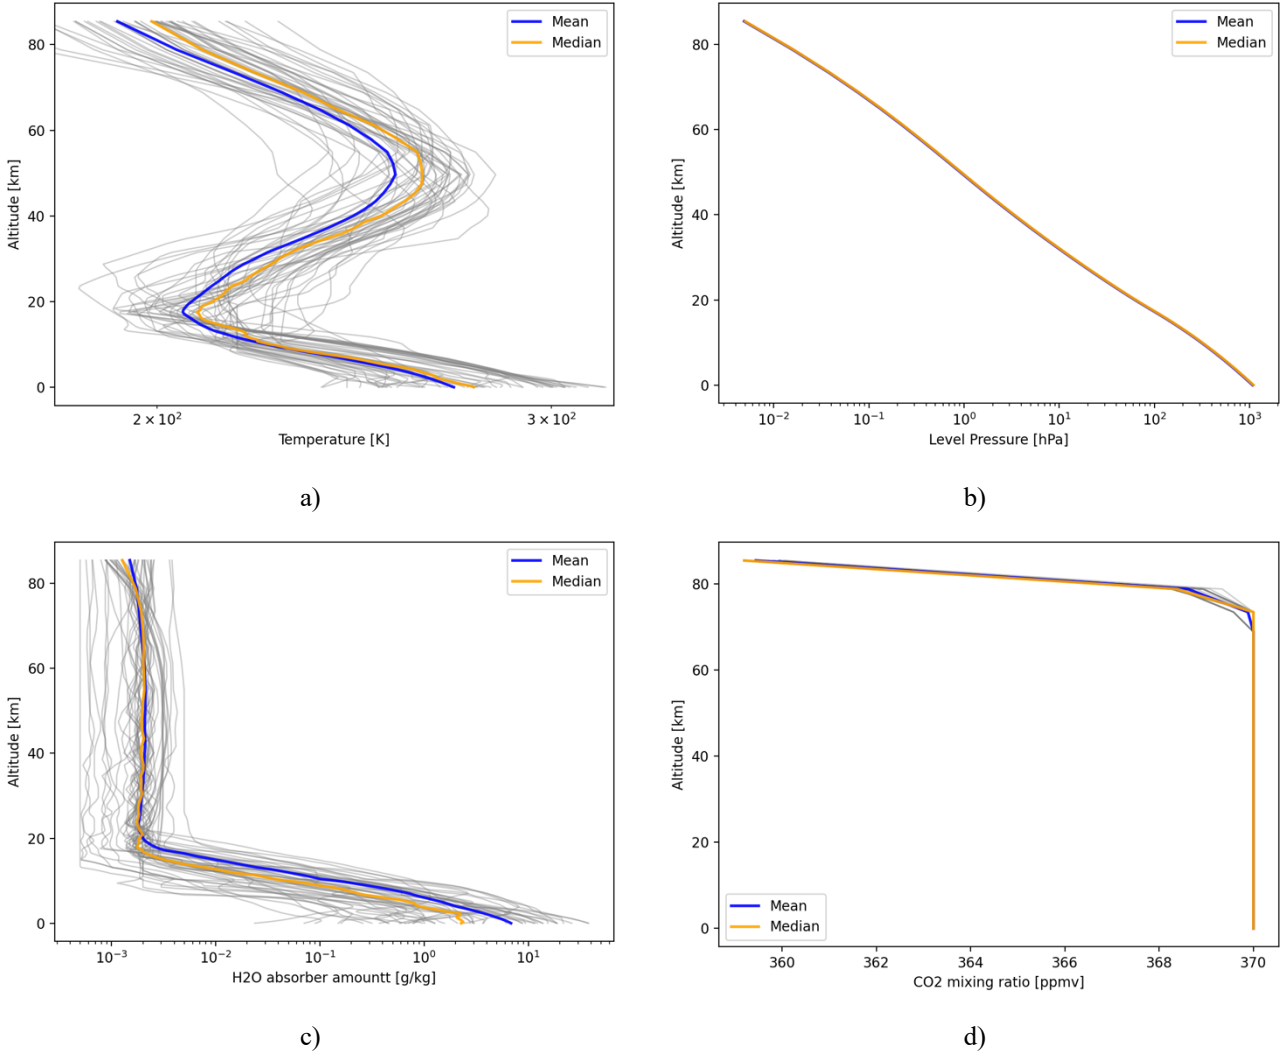 Mean
Median
80
60
40
20
0
Altitude [km]
2 × 10²
3 × 10²
Temperature [K]
a)
Mean
Median
80
60
40
20
0
Altitude [km]
10⁻²
10⁻¹
10⁰
10¹
10²
10³
Level Pressure [hPa]
b)
Mean
Median
80
60
40
20
0
Altitude [km]
10⁻³
10⁻²
10⁻¹
10⁰
10¹
H2O absorber amountt [g/kg]
c)
80
60
40
20
0
Altitude [km]
Mean
Median
360
362
364
366
368
370
CO2 mixing ratio [ppmv]
d)